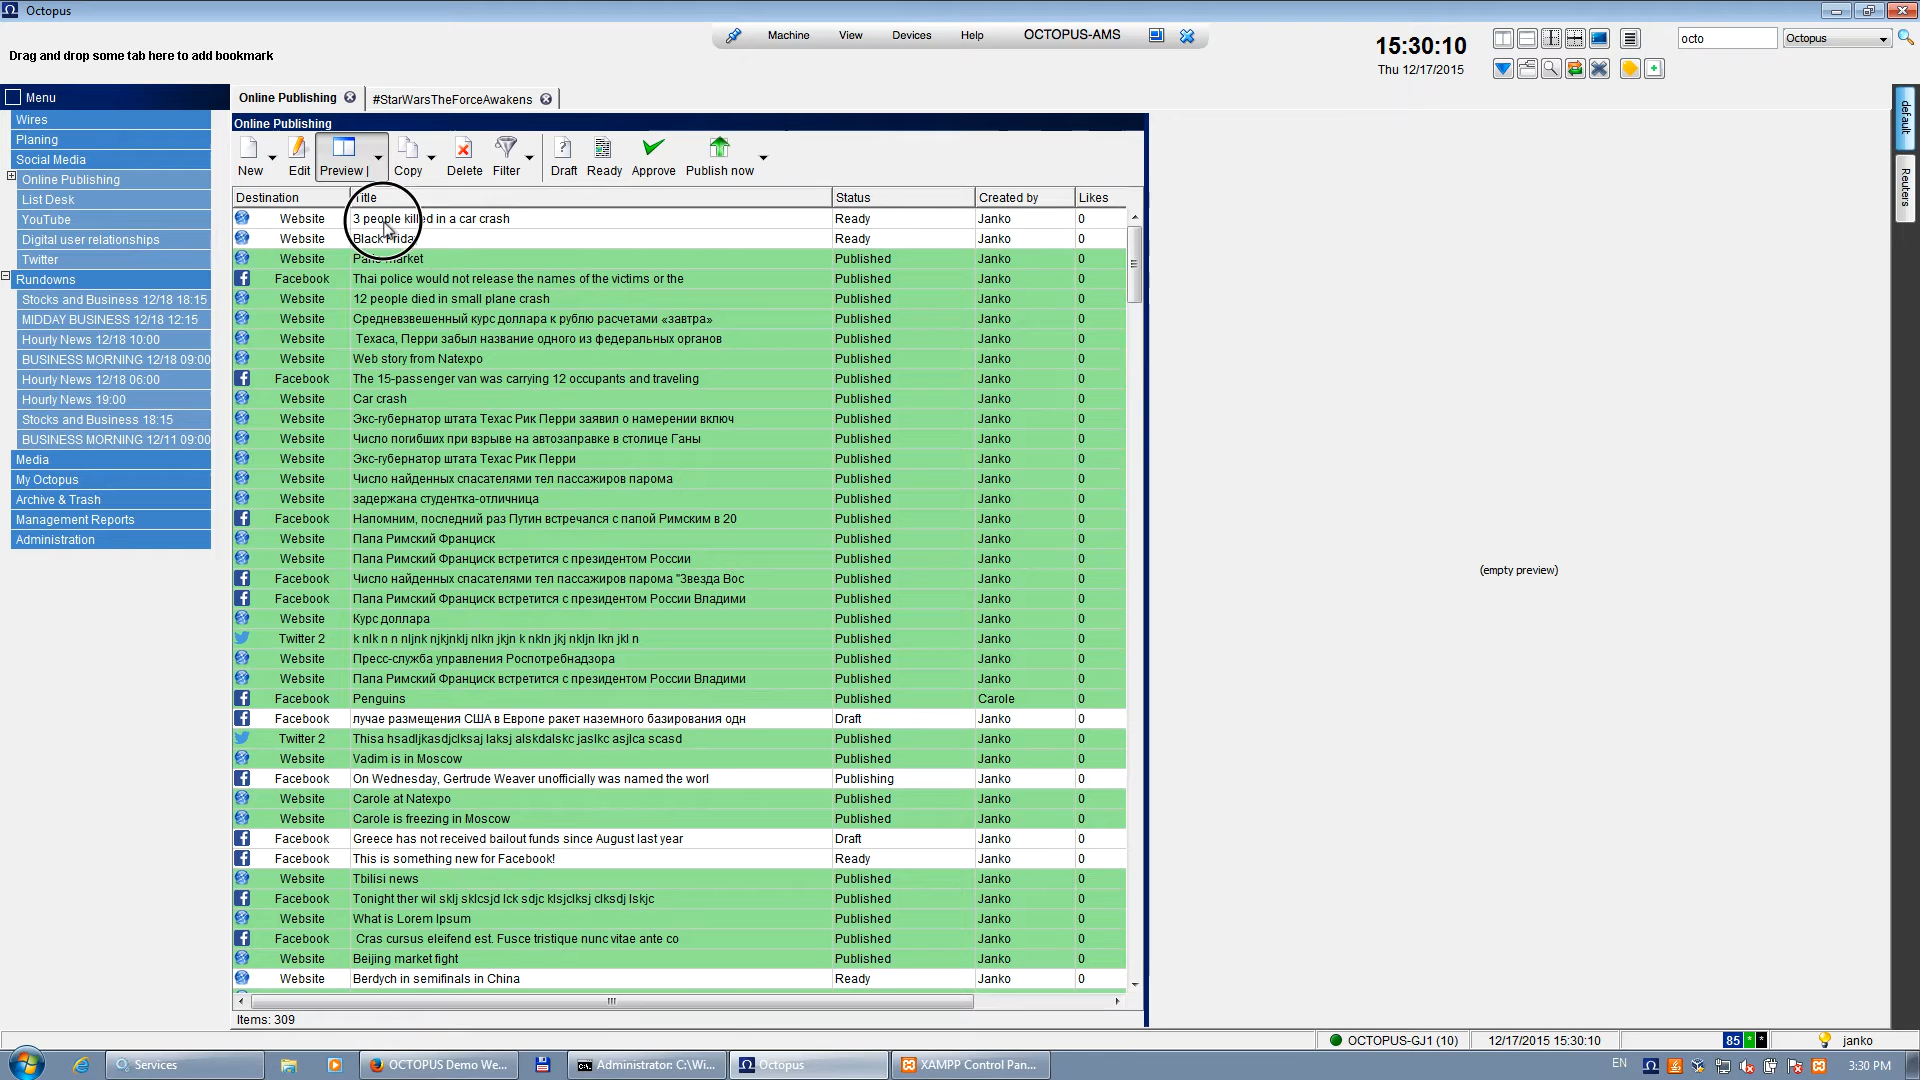 Octopus
Machine View Devices Help OCTOPUS-AMS
15:30:10
Thu 12/17/2015
octo
Octopus
Drag and drop some tab here to add bookmark
Menu
Wires
Planing
Social Media
Online Publishing
List Desk
YouTube
Digital user relationships
Twitter
Rundowns
Stocks and Business 12/18 18:15
MIDDAY BUSINESS 12/18 12:15
Hourly News 12/18 10:00
BUSINESS MORNING 12/18 09:00
Hourly News 12/18 06:00
Hourly News 19:00
Stocks and Business 18:15
BUSINESS MORNING 12/11 09:00
Media
My Octopus
Archive & Trash
Management Reports
Administration
Online Publishing #StarWarsTheForceAwakens
Online Publishing
New Edit Preview | Copy Delete Filter Draft Ready Approve Publish now
Destination Title Status Created by Likes
Website 3 people killed in a car crash Ready Janko 0
Website Black Frida Ready Janko 0
Website Paris market Published Janko 0
Facebook Thai police would not release the names of the victims or the Published Janko 0
Website 12 people died in small plane crash Published Janko 0
Website Средневзвешенный курс доллара к рублю расчетами «завтра» Published Janko 0
Website Техаса, Перри забыл название одного из федеральных органов Published Janko 0
Website Web story from Natexpo Published Janko 0
Facebook The 15-passenger van was carrying 12 occupants and traveling Published Janko 0
Website Car crash Published Janko 0
Website Экс-губернатор штата Техас Рик Перри заявил о намерении включ Published Janko 0
Website Число погибших при взрыве на автозаправке в столице Ганы Published Janko 0
Website Экс-губернатор штата Техас Рик Перри Published Janko 0
Website Число найденных спасателями тел пассажиров парома Published Janko 0
Website задержана студентка-отличница Published Janko 0
Facebook Напомним, последний раз Путин встречался с папой Римским в 20 Published Janko 0
Website Папа Римский Франциск Published Janko 0
Website Папа Римский Франциск встретится с президентом России Published Janko 0
Facebook Число найденных спасателями тел пассажиров парома "Звезда Вос Published Janko 0
Facebook Папа Римский Франциск встретится с президентом России Владими Published Janko 0
Website Курс доллара Published Janko 0
Twitter 2 k nlk n n nljnk njkjnklj nlkn jkjn k nkln jkj nkljn lkn jkl n Published Janko 0
Website Пресс-служба управления Роспотребнадзора Published Janko 0
Website Папа Римский Франциск встретится с президентом России Владими Published Janko 0
Facebook Penguins Published Carole 0
Facebook лучае размещения США в Европе ракет наземного базирования одн Draft Janko 0
Twitter 2 Thisa hsadljkasdjclksaj laksj alskdalskc jaslkc asjlca scasd Published Janko 0
Website Vadim is in Moscow Published Janko 0
Facebook On Wednesday, Gertrude Weaver unofficially was named the worl Publishing Janko 0
Website Carole at Natexpo Published Janko 0
Website Carole is freezing in Moscow Published Janko 0
Facebook Greece has not received bailout funds since August last year Draft Janko 0
Facebook This is something new for Facebook! Ready Janko 0
Website Tbilisi news Published Janko 0
Facebook Tonight ther wil sklj sklcsjd lck sdjc klsjclksj clksdj lskjc Published Janko 0
Website What is Lorem Ipsum Published Janko 0
Facebook Cras cursus eleifend est. Fusce tristique nunc vitae ante co Published Janko 0
Website Beijing market fight Published Janko 0
Website Berdych in semifinals in China Ready Janko 0
Items: 309
(empty preview)
default
Reuters
OCTOPUS-GJ1 (10) 12/17/2015 15:30:10 85 * * janko
Services OCTOPUS Demo We... Administrator: C:\Wi... Octopus XAMPP Control Pan... EN 3:30 PM